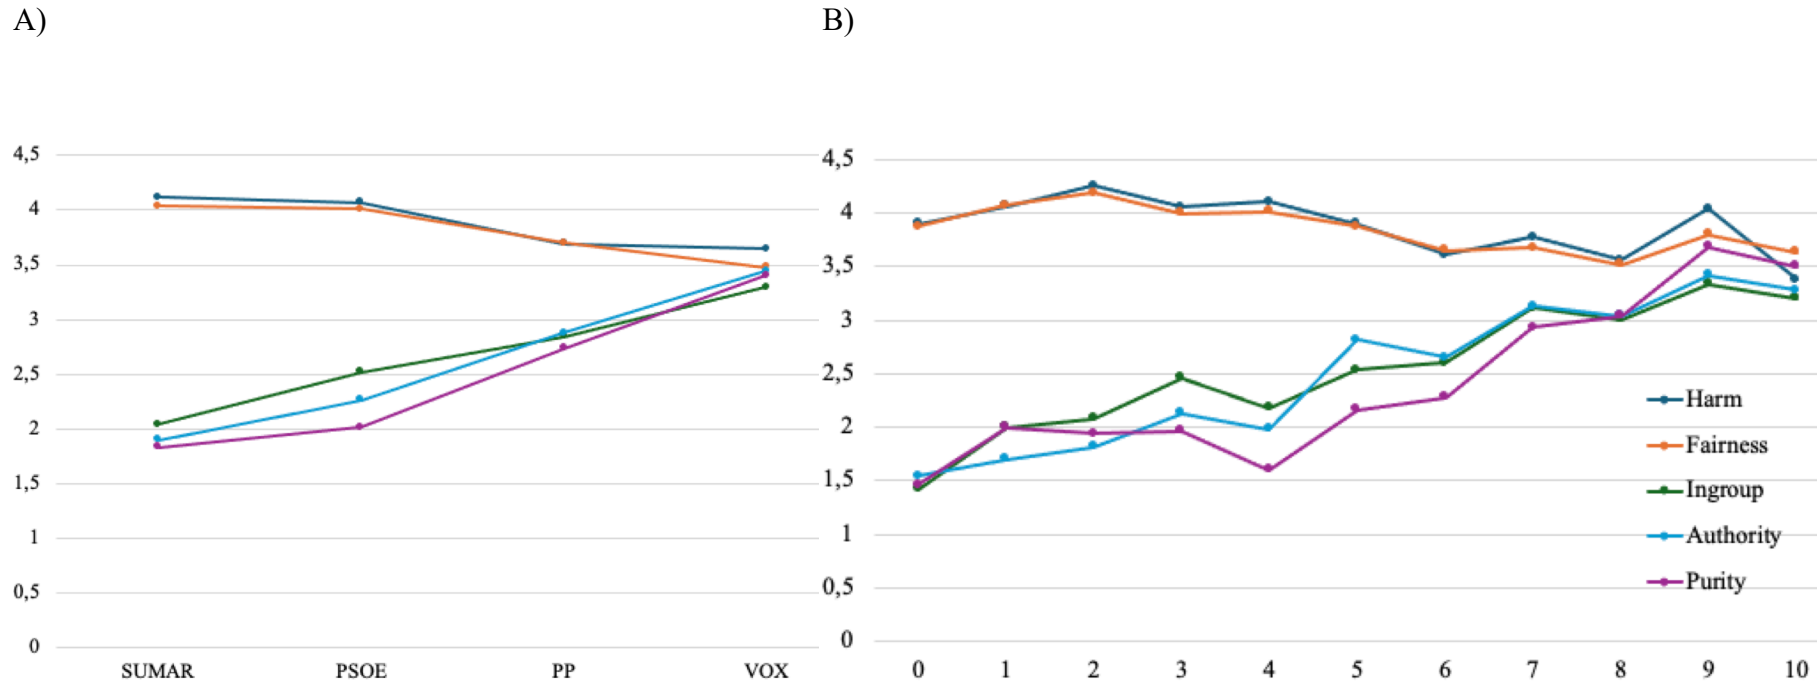 A)
B)
4,5
4
3,5
3
2,5
2
1,5
1
0,5
0
SUMAR PSOE PP VOX
4,5
4
3,5
3
2,5
2
1,5
1
0,5
0
0 1 2 3 4 5 6 7 8 9 10
Harm
Fairness
Ingroup
Authority
Purity